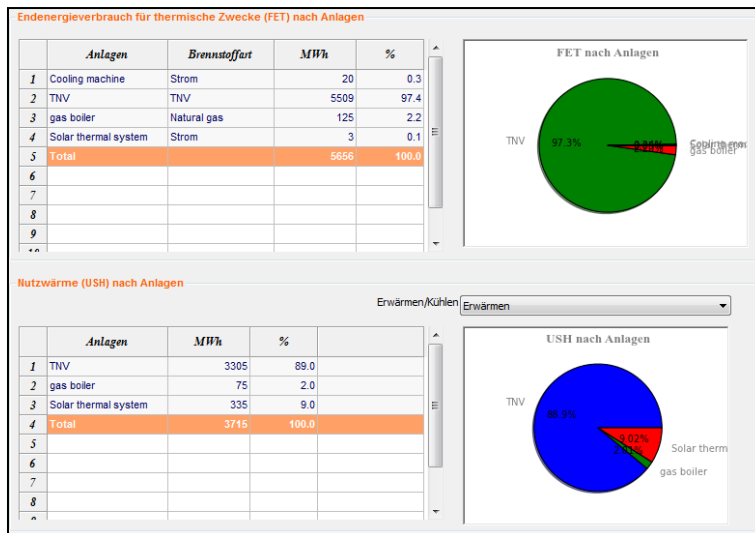 Endenergieverbrauch für thermische Zwecke (FET) nach Anlagen
Anlagen Brennstoffart MWh %
1 Cooling machine Strom 20 0.3
2 TNV TNV 5509 97.4
3 gas boiler Natural gas 125 2.2
4 Solar thermal system Strom 3 0.1
5 Total 5656 100.0
6
7
8
9
FET nach Anlagen
TNV
97.3%
gas boiler
Nutzwärme (USH) nach Anlagen
Erwärmen/Kühlen Erwärmen
Anlagen MWh %
1 TNV 3305 89.0
2 gas boiler 75 2.0
3 Solar thermal system 335 9.0
4 Total 3715 100.0
5
6
7
8
USH nach Anlagen
TNV
88.9%
9.02%
Solar therm
gas boiler